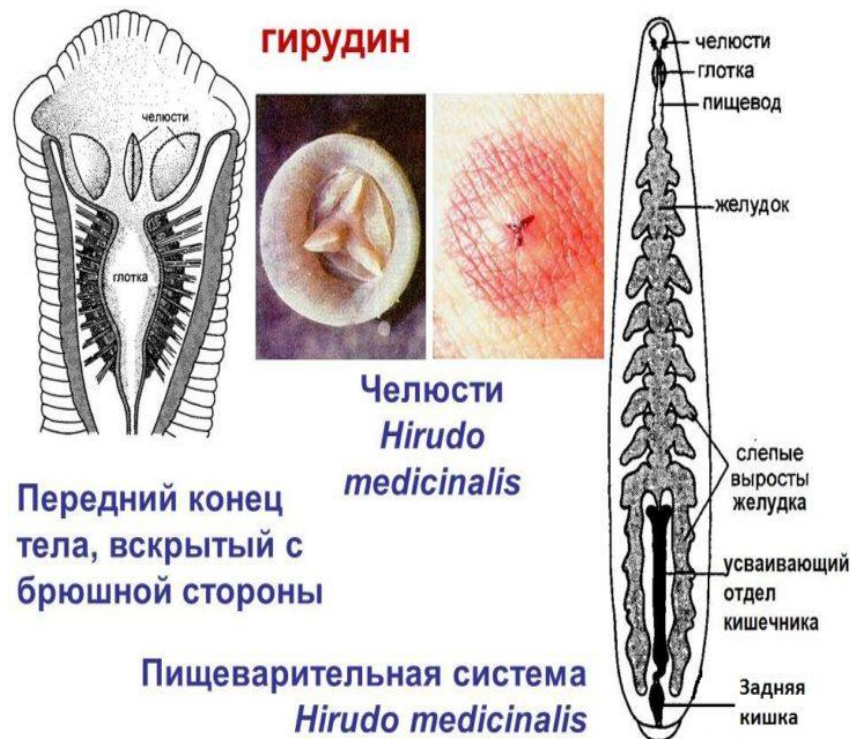 гирудин
челюсти
глотка
Челюсти
Hirudo
medicinalis
Передний конец
тела, вскрытый с
брюшной стороны
челюсти
глотка
пищевод
желудок
слепые
выросты
желудка
усваивающий
отдел
кишечника
Задняя
кишка
Пищеварительная система
Hirudo medicinalis